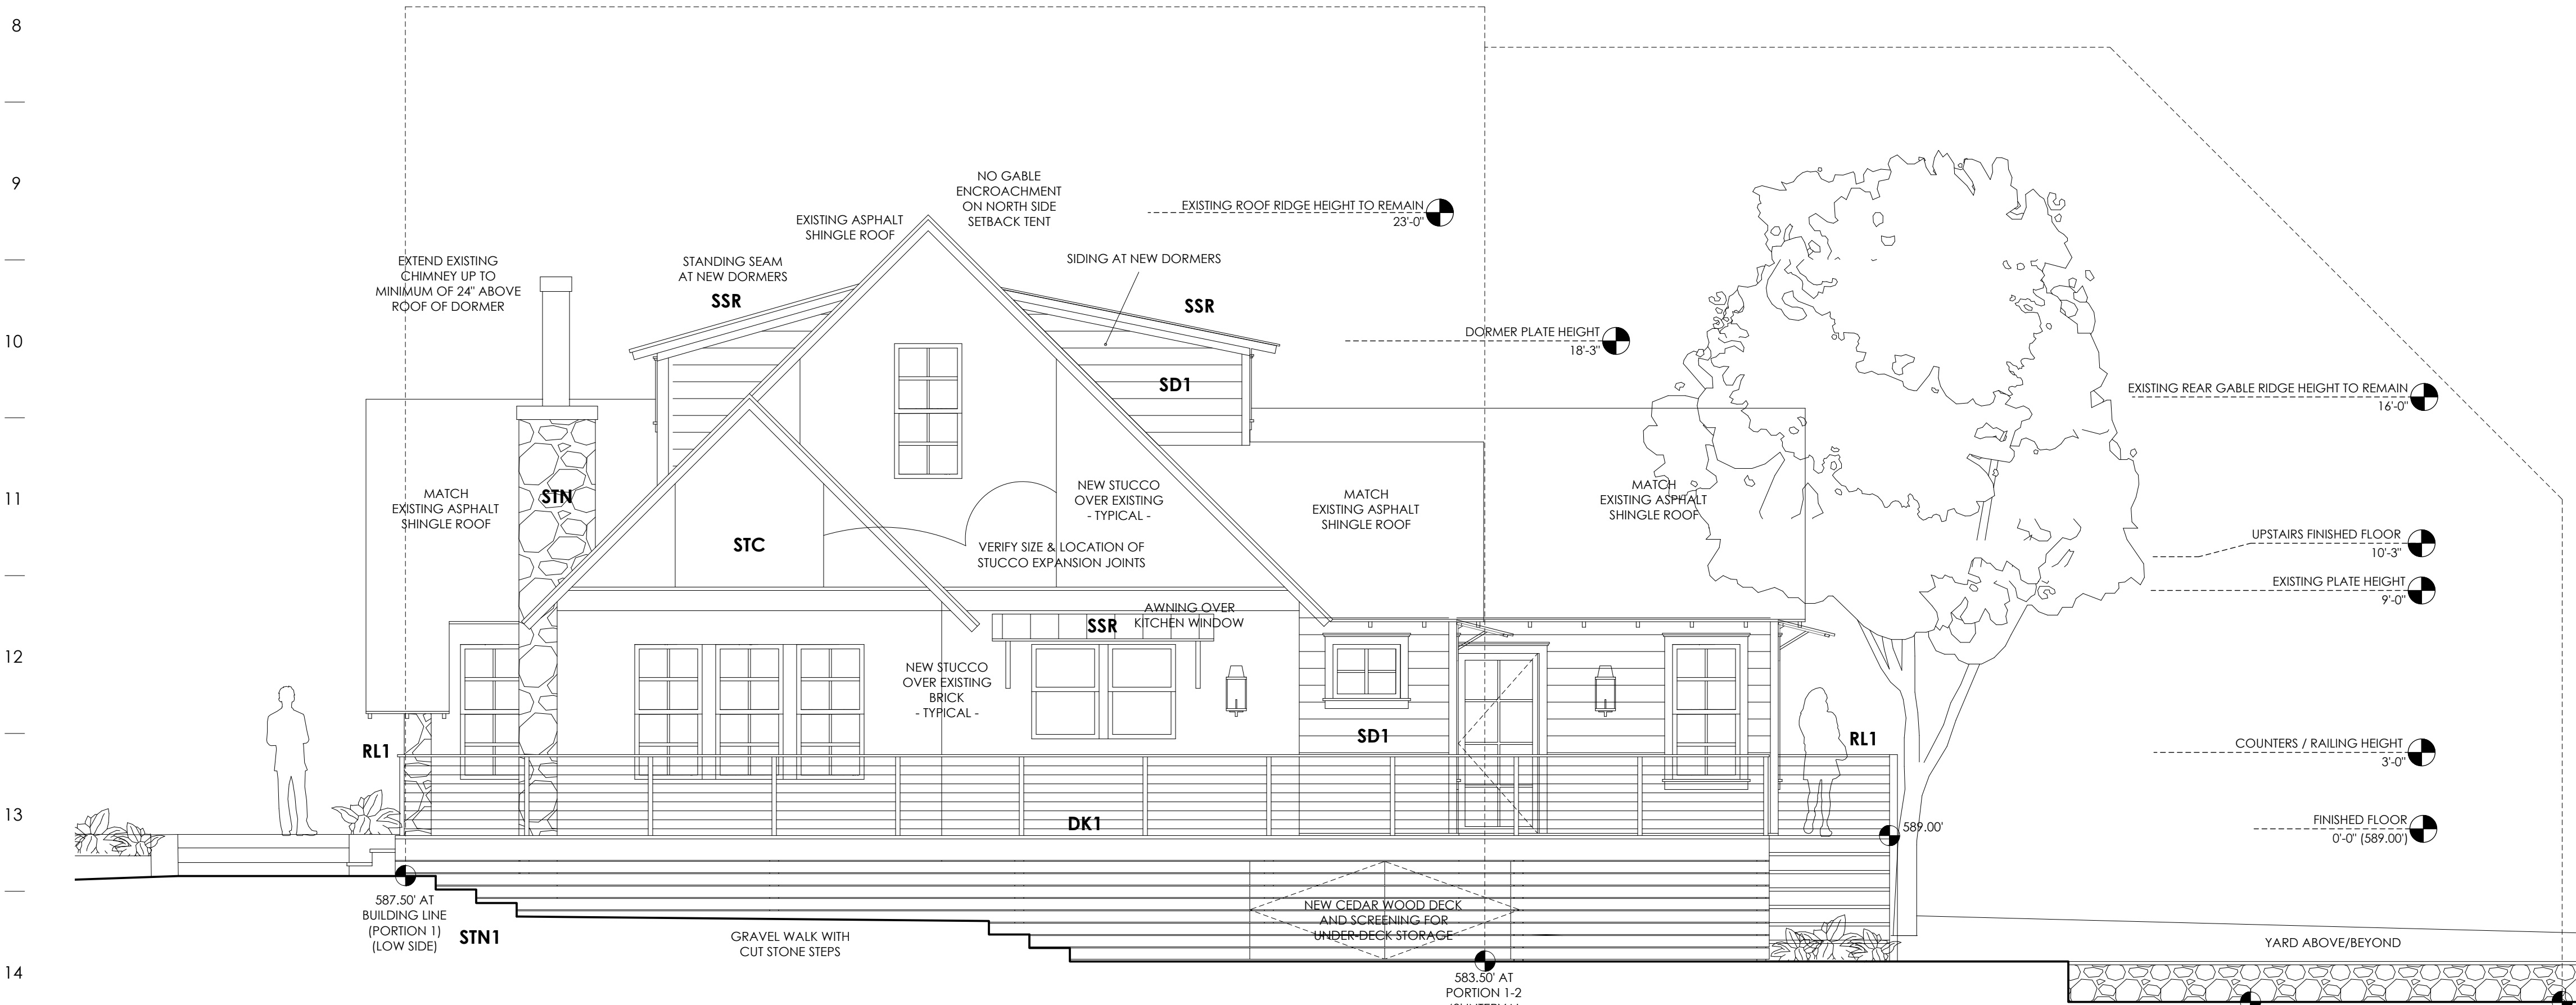 8
9
10
11
12
13
14
NO GABLE
ENCROACHMENT
ON NORTH SIDE
SETBACK TENT
EXISTING ROOF RIDGE HEIGHT TO REMAIN
23'-0"
EXISTING ASPHALT
SHINGLE ROOF
EXTEND EXISTING
CHIMNEY UP TO
MINIMUM OF 24" ABOVE
ROOF OF DORMER
STANDING SEAM
AT NEW DORMERS
SSR
SIDING AT NEW DORMERS
SSR
DORMER PLATE HEIGHT
18'-3"
SD1
EXISTING REAR GABLE RIDGE HEIGHT TO REMAIN
16'-0"
MATCH
EXISTING ASPHALT
SHINGLE ROOF
STN
STC
NEW STUCCO
OVER EXISTING
- TYPICAL -
VERIFY SIZE & LOCATION OF
STUCCO EXPANSION JOINTS
MATCH
EXISTING ASPHALT
SHINGLE ROOF
MATCH
EXISTING ASPHALT
SHINGLE ROOF
UPSTAIRS FINISHED FLOOR
10'-3"
EXISTING PLATE HEIGHT
9'-0"
AWNING OVER
KITCHEN WINDOW
SSR
NEW STUCCO
OVER EXISTING
BRICK
- TYPICAL -
RL1
SD1
RL1
COUNTERS / RAILING HEIGHT
3'-0"
DK1
589.00'
FINISHED FLOOR
0'-0" (589.00')
587.50' AT
BUILDING LINE
(PORTION 1)
(LOW SIDE)
STN1
GRAVEL WALK WITH
CUT STONE STEPS
NEW CEDAR WOOD DECK
AND SCREENING FOR
UNDER-DECK STORAGE
YARD ABOVE/BEYOND
583.50' AT
PORTION 1-2